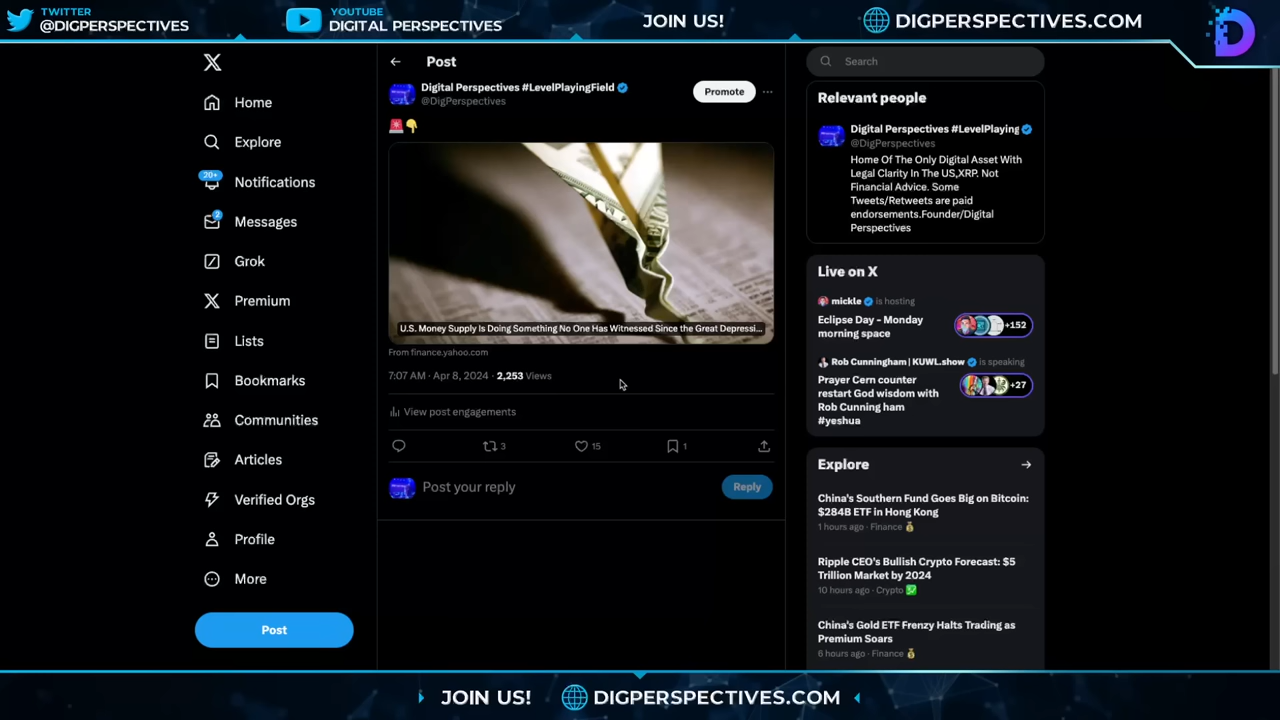 TWITTER
@DIGPERSPECTIVES
YOUTUBE
DIGITAL PERSPECTIVES
JOIN US!
DIGPERSPECTIVES.COM
Home
Explore
20+
Notifications
2
Messages
Grok
Premium
Lists
Bookmarks
Communities
Articles
Verified Orgs
Profile
More
Post
Post
Digital Perspectives #LevelPlayingField
@DigPerspectives
Promote
🚨👇
U.S. Money Supply Is Doing Something No One Has Witnessed Since the Great Depressi...
From finance.yahoo.com
7:07 AM · Apr 8, 2024 · 2,253 Views
View post engagements
3
15
1
Post your reply
Reply
Search
Relevant people
Digital Perspectives #LevelPlaying
@DigPerspectives
Home Of The Only Digital Asset With
Legal Clarity In The US,XRP. Not
Financial Advice. Some
Tweets/Retweets are paid
endorsements.Founder/Digital
Perspectives
Live on X
mickle is hosting
Eclipse Day - Monday
morning space
+152
Rob Cunningham | KUWL.show is speaking
Prayer Cern counter
restart God wisdom with
Rob Cunning ham
#yeshua
+27
Explore
China's Southern Fund Goes Big on Bitcoin:
$284B ETF in Hong Kong
1 hours ago · Finance 💰
Ripple CEO's Bullish Crypto Forecast: $5
Trillion Market by 2024
10 hours ago · Crypto 💹
China's Gold ETF Frenzy Halts Trading as
Premium Soars
6 hours ago · Finance 💰
JOIN US!
DIGPERSPECTIVES.COM